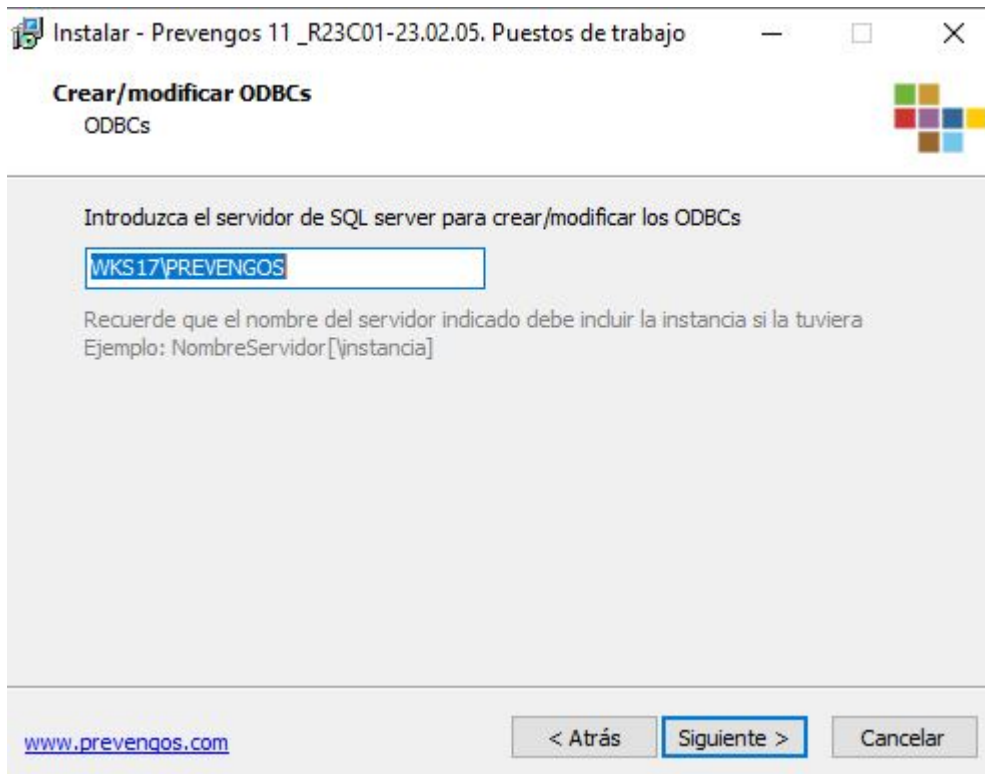 Instalar - Prevengos 11 _R23C01-23.02.05. Puestos de trabajo
Crear/modificar ODBCs
ODBCs
Introduzca el servidor de SQL server para crear/modificar los ODBCs
WKS17\PREVENGOS
Recuerde que el nombre del servidor indicado debe incluir la instancia si la tuviera
Ejemplo: NombreServidor[\instancia]
www.prevengos.com
< Atrás
Siguiente >
Cancelar